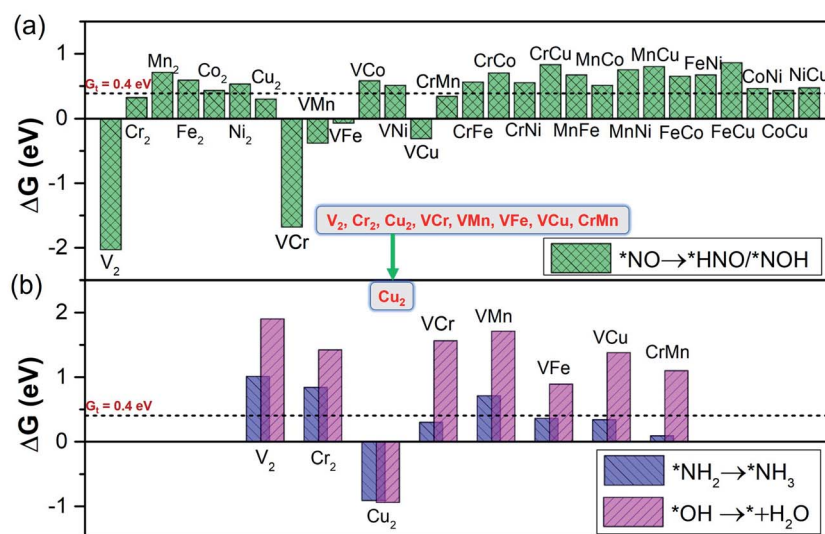 (a)
ΔG (eV)
1
0
-1
-2
Gₜ = 0.4 eV
V₂
Cr₂
Mn₂
Fe₂
Co₂
Ni₂
Cu₂
VCr
VMn
VFe
VCo
VNi
VCu
CrMn
CrFe
CrCo
CrNi
CrCu
MnFe
MnCo
MnNi
MnCu
FeCo
FeNi
FeCu
CoNi
CoCu
NiCu
V₂, Cr₂, Cu₂, VCr, VMn, VFe, VCu, CrMn
*NO→*HNO/*NOH
(b)
Cu₂
ΔG (eV)
2
1
0
-1
Gₜ = 0.4 eV
V₂
Cr₂
Cu₂
VCr
VMn
VFe
VCu
CrMn
*NH₂→*NH₃
*OH →*+H₂O